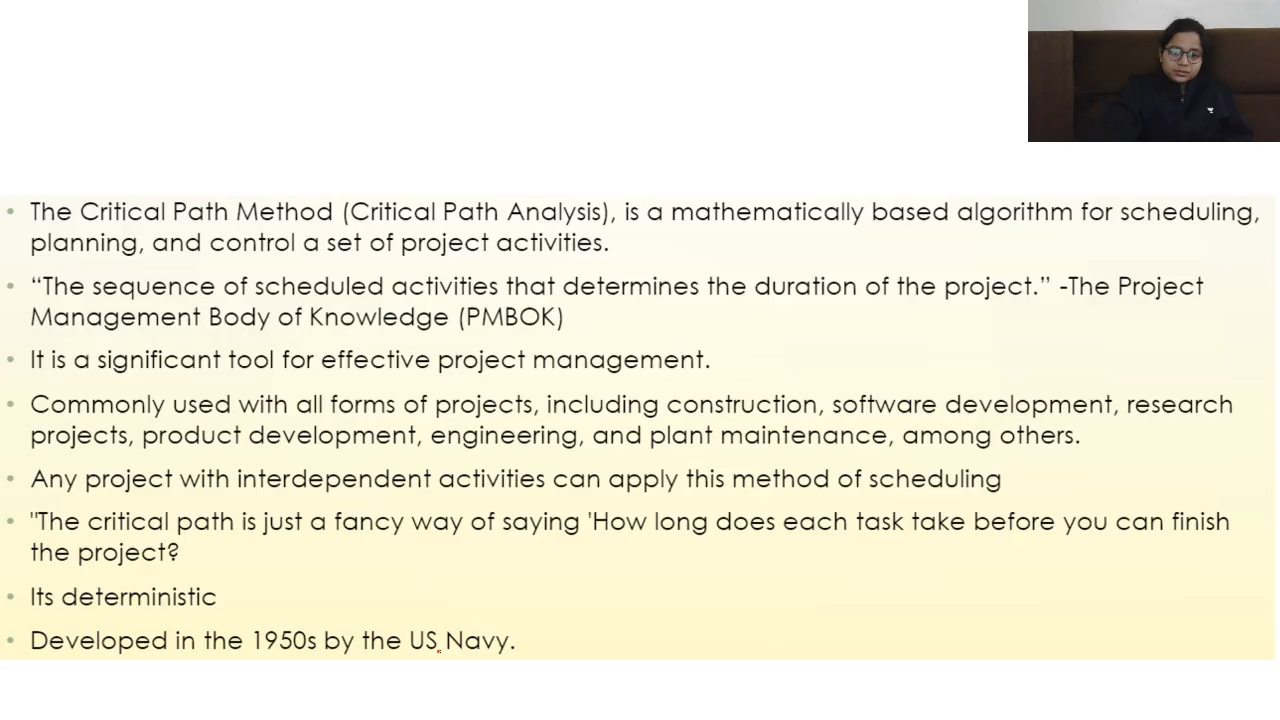 • The Critical Path Method (Critical Path Analysis), is a mathematically based algorithm for scheduling,
planning, and control a set of project activities.
• “The sequence of scheduled activities that determines the duration of the project.” -The Project
Management Body of Knowledge (PMBOK)
• It is a significant tool for effective project management.
• Commonly used with all forms of projects, including construction, software development, research
projects, product development, engineering, and plant maintenance, among others.
• Any project with interdependent activities can apply this method of scheduling
• "The critical path is just a fancy way of saying 'How long does each task take before you can finish
the project?
• Its deterministic
• Developed in the 1950s by the US Navy.